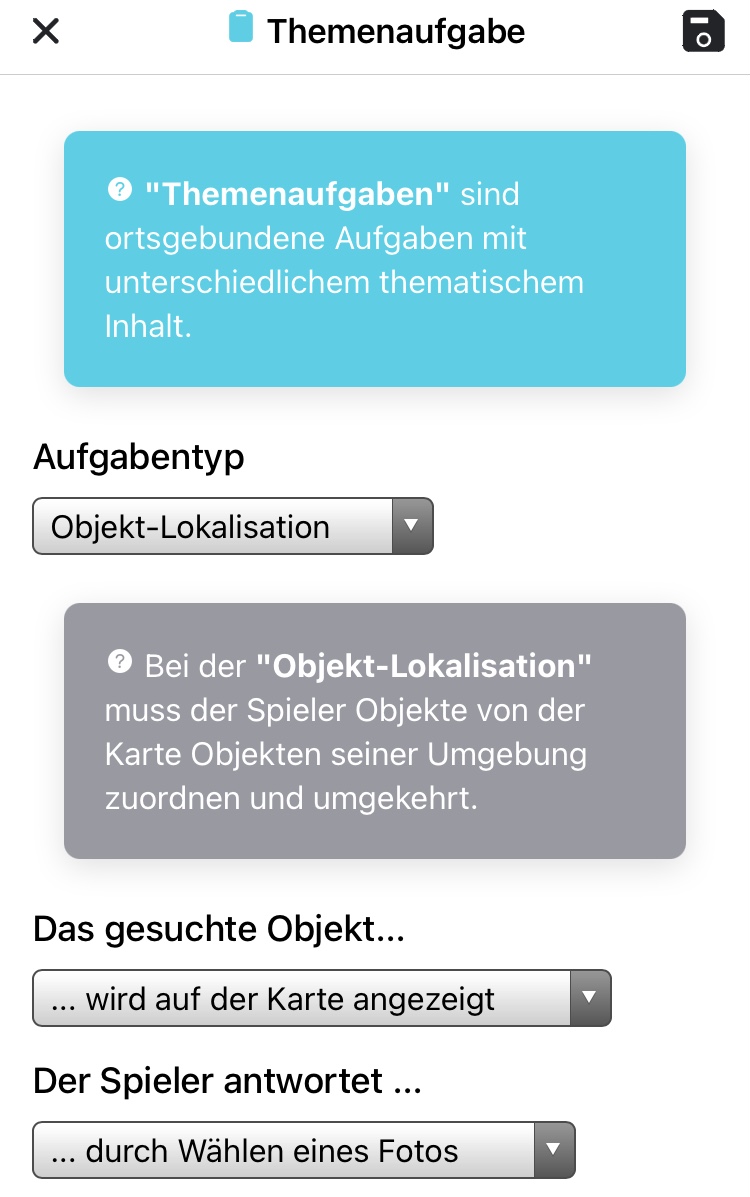 Themenaufgabe
"Themenaufgaben" sind
ortsgebundene Aufgaben mit
unterschiedlichem thematischem
Inhalt.
Aufgabentyp
Objekt-Lokalisation
Bei der "Objekt-Lokalisation"
muss der Spieler Objekte von der
Karte Objekten seiner Umgebung
zuordnen und umgekehrt.
Das gesuchte Objekt...
... wird auf der Karte angezeigt
Der Spieler antwortet ...
... durch Wählen eines Fotos